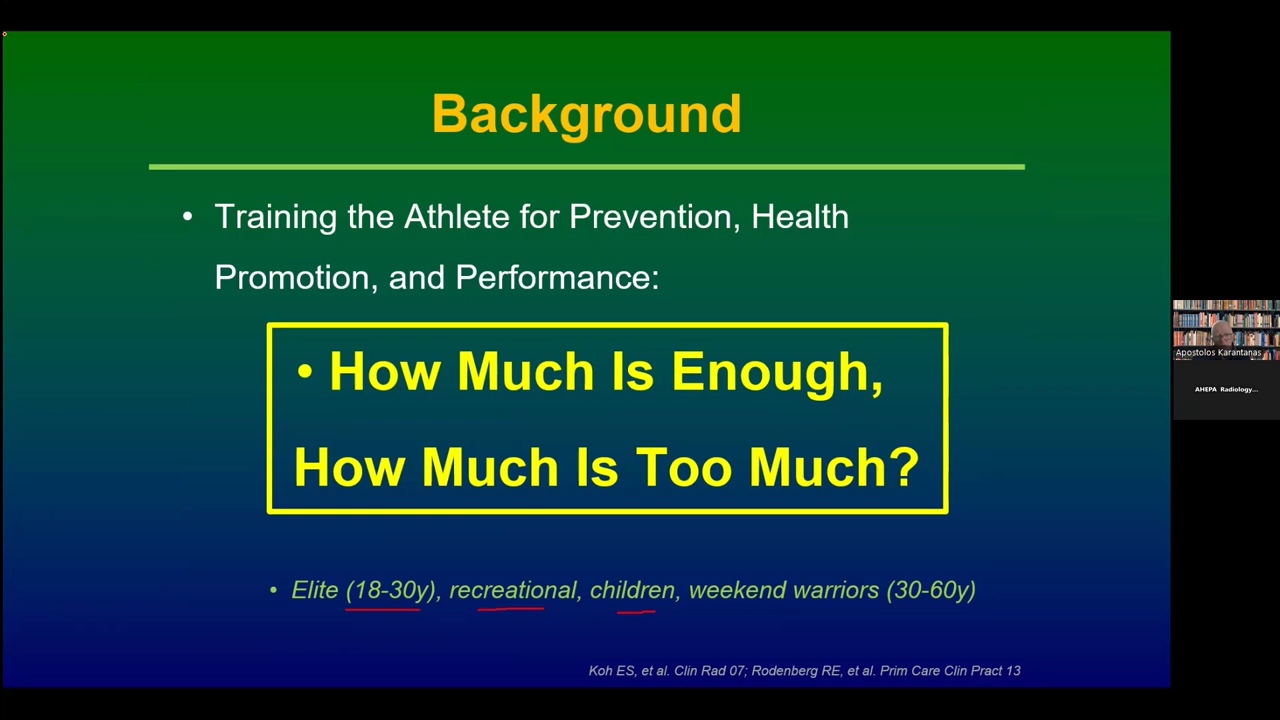 Background
• Training the Athlete for Prevention, Health
Promotion, and Performance:
• How Much Is Enough,
How Much Is Too Much?
• Elite (18-30y), recreational, children, weekend warriors (30-60y)
Koh ES, et al. Clin Rad 07; Rodenberg RE, et al. Prim Care Clin Pract 13
Apostolos Karantanas
AHEPA Radiology...